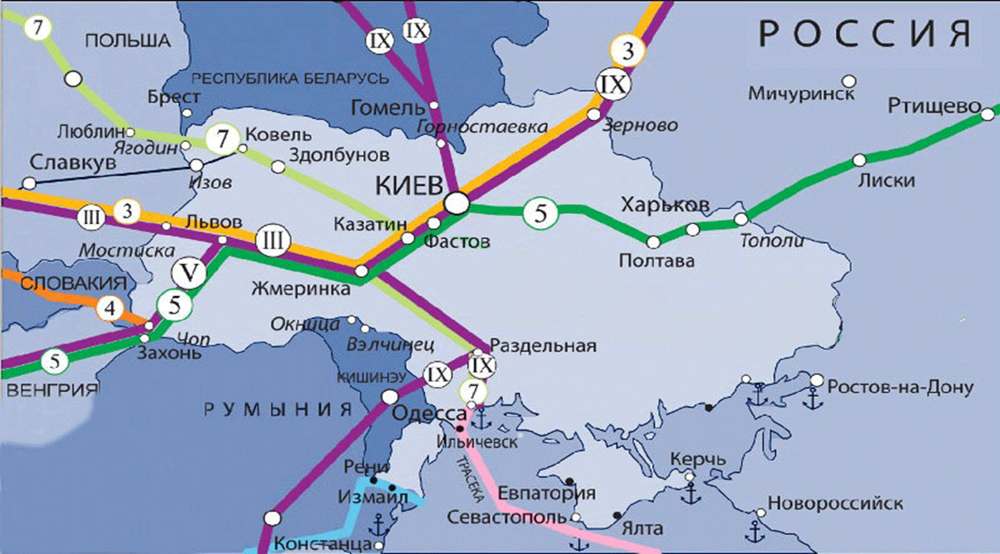 РОССИЯ
7
ПОЛЬША
IX
IX
3
IX
РЕСПУБЛИКА БЕЛАРУСЬ
Мичуринск
Брест
Гомель
Ртищево
Горностаевка
Зерново
Люблин
Ягодин
7
Ковель
Здолбунов
Славкув
Изов
КИЕВ
Лиски
5
Харьков
III
3
Львов
Казатин
Фастов
Тополи
III
Мостиска
Полтава
V
СЛОВАКИЯ
Жмеринка
4
5
Окница
Чоп
Вэлчинец
Раздельная
Захонь
5
IX
IX
КИШИНЭУ
7
ВЕНГРИЯ
Ростов-на-Дону
РУМЫНИЯ
Одесса
Ильичевск
ТРАСЕКА
Керчь
Рени
Измаил
Евпатория
Новороссийск
Севастополь
Ялта
Констанца